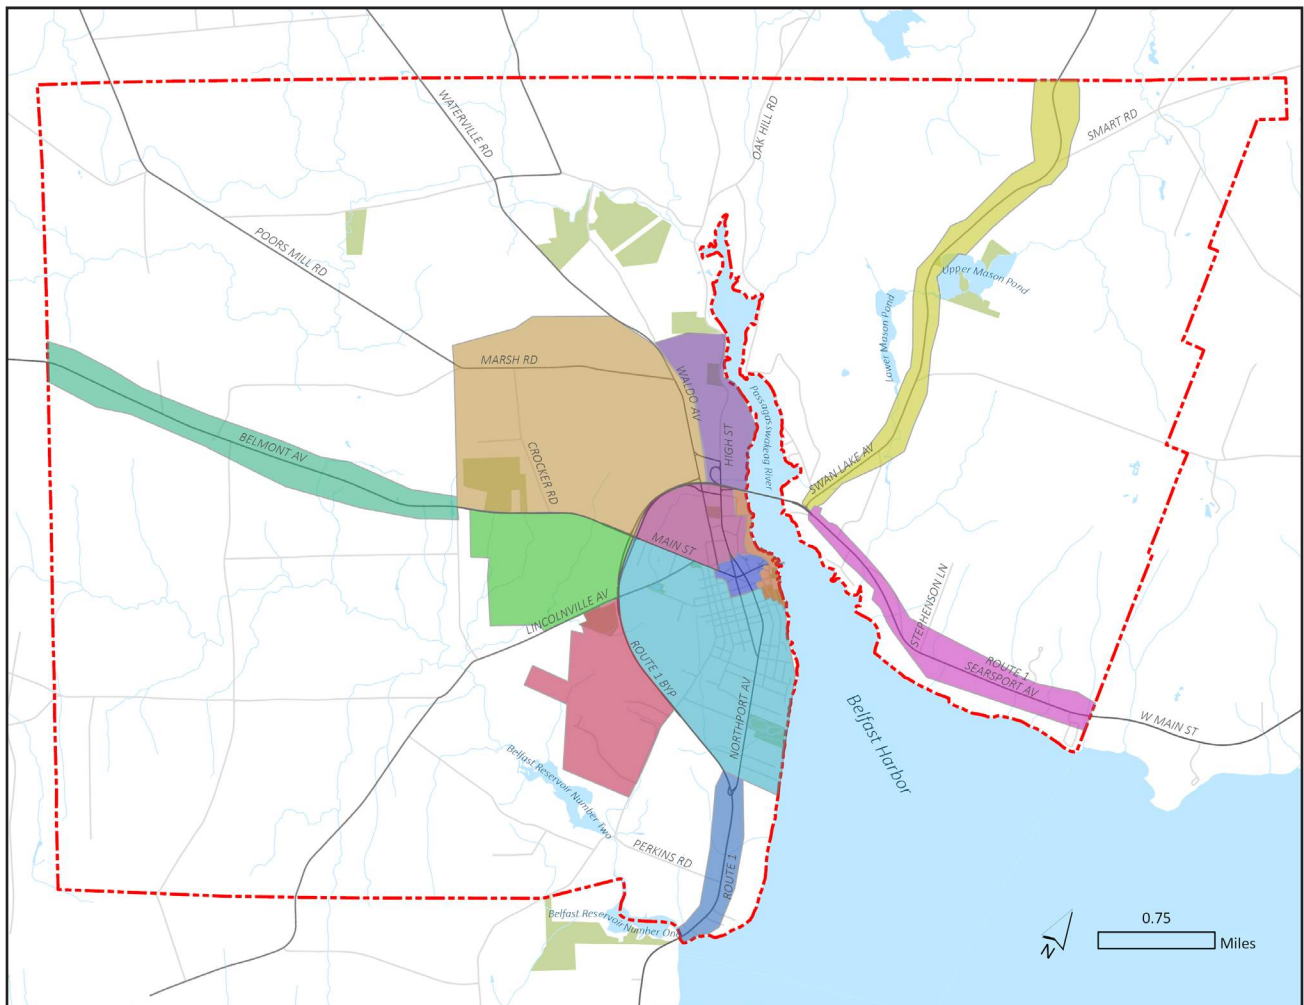 WATERVILLE RD
OAK HILL RD
SMART RD
POORS MILL RD
Upper Mason Pond
Lower Mason Pond
MARSH RD
WALDO AV
Passagassawakeag River
HIGH ST
BELMONT AV
CROCKER RD
SWAN LAKE AV
MAIN ST
LINCOLNVILLE AV
STEPHENSON LN
ROUTE 1
SEARSPORT AV
ROUTE 1 BYP
NORTHPORT AV
W MAIN ST
Belfast Harbor
Belfast Reservoir Number Two
PERKINS RD
ROUTE 1
Belfast Reservoir Number One
N
0.75
Miles